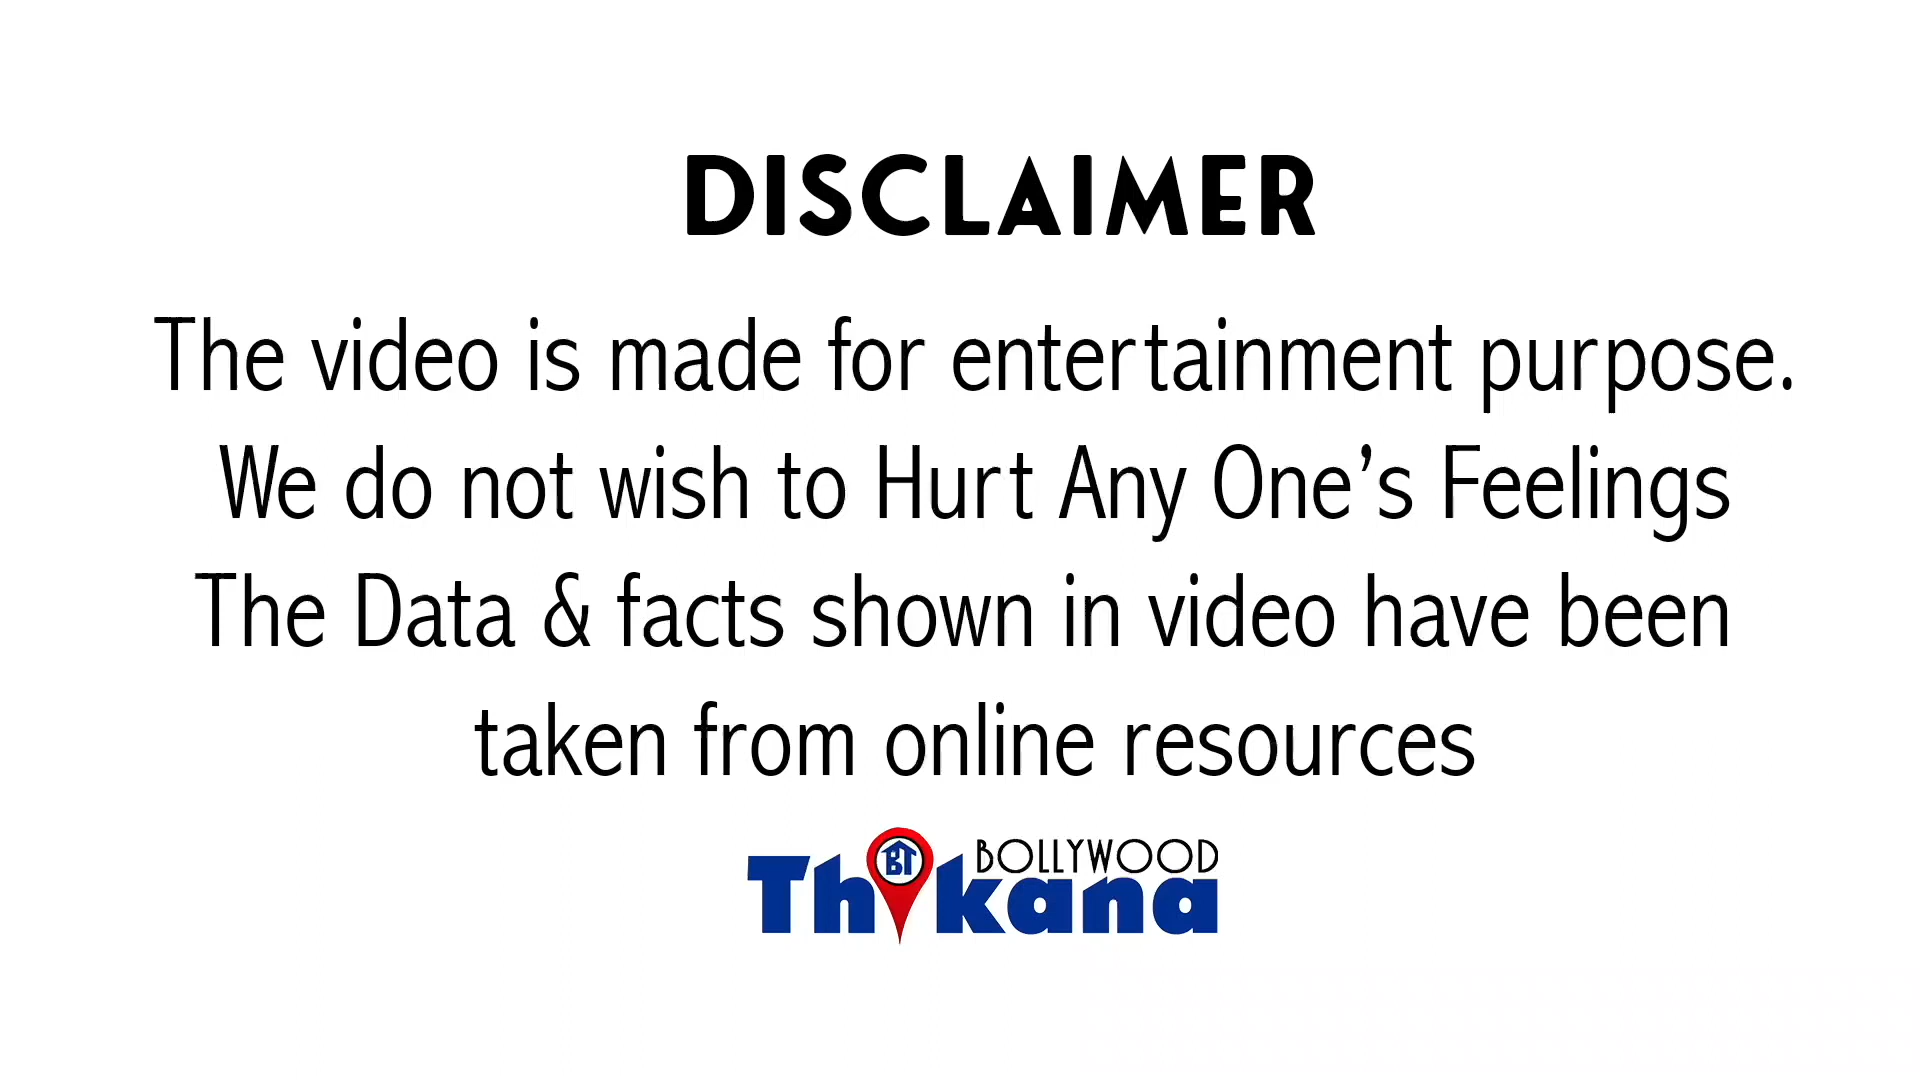 DISCLAIMER
The video is made for entertainment purpose.
We do not wish to Hurt Any One’s Feelings
The Data & facts shown in video have been
taken from online resources
BT
BOLLYWOOD
Thikana